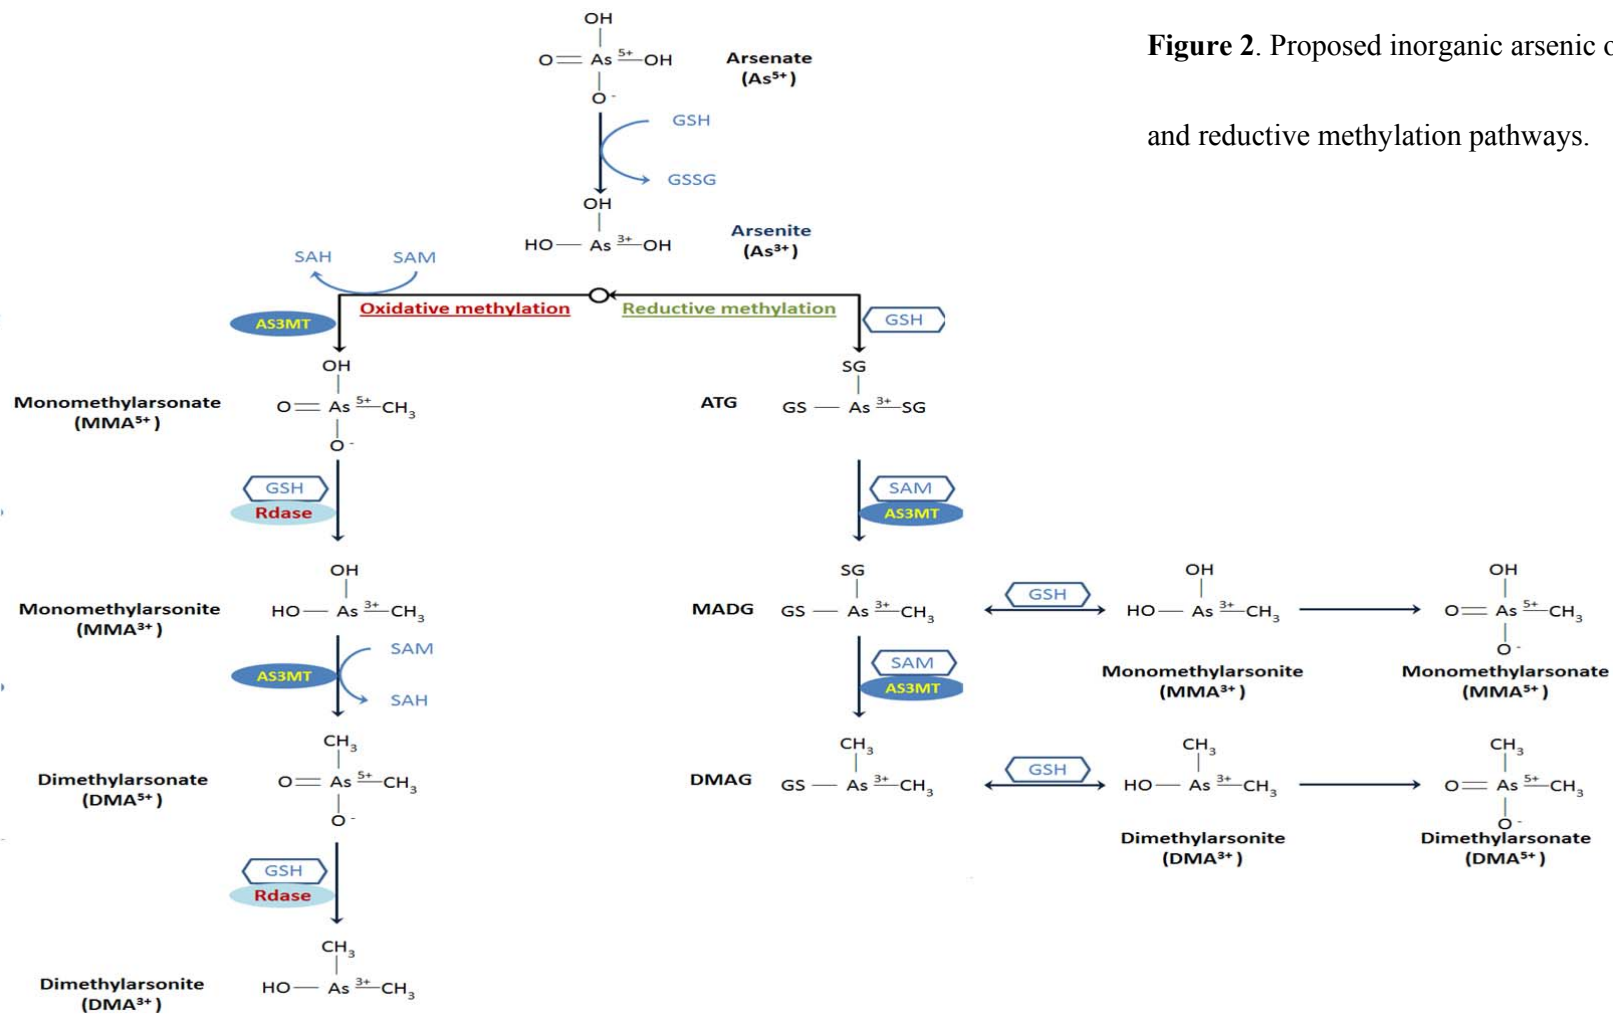 Figure 2. Proposed inorganic arsenic
and reductive methylation pathways.
OH
O As 5+ OH
O -
Arsenate
(As5+)
GSH
GSSG
OH
HO As 3+ OH
Arsenite
(As3+)
SAH SAM
Oxidative methylation Reductive methylation
AS3MT
GSH
OH
O As 5+ CH3
O -
Monomethylarsonate
(MMA5+)
SG
ATG GS As 3+ SG
GSH
Rdase
SAM
AS3MT
OH
HO As 3+ CH3
Monomethylarsonite
(MMA3+)
SG
MADG GS As 3+ CH3
GSH
OH
HO As 3+ CH3
Monomethylarsonite
(MMA3+)
OH
O As 5+ CH3
O -
Monomethylarsonate
(MMA5+)
AS3MT
SAM
SAH
SAM
AS3MT
CH3
O As 5+ CH3
O -
Dimethylarsonate
(DMA5+)
CH3
DMAG GS As 3+ CH3
GSH
CH3
HO As 3+ CH3
Dimethylarsonite
(DMA3+)
CH3
O As 5+ CH3
O -
Dimethylarsonate
(DMA5+)
GSH
Rdase
CH3
HO As 3+ CH3
Dimethylarsonite
(DMA3+)